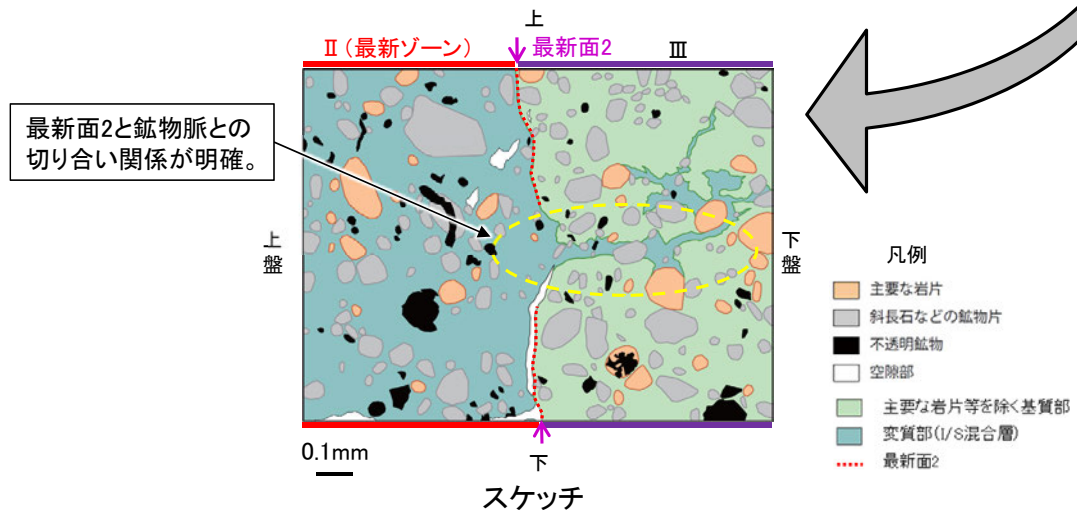 上
Ⅱ(最新ゾーン)
最新面2
Ⅲ
最新面2と鉱物脈との
切り合い関係が明確。
上
盤
下
盤
凡例
主要な岩片
斜長石などの鉱物片
不透明鉱物
空隙部
主要な岩片等を除く基質部
変質部(I/S混合層)
最新面2
0.1mm
下
スケッチ